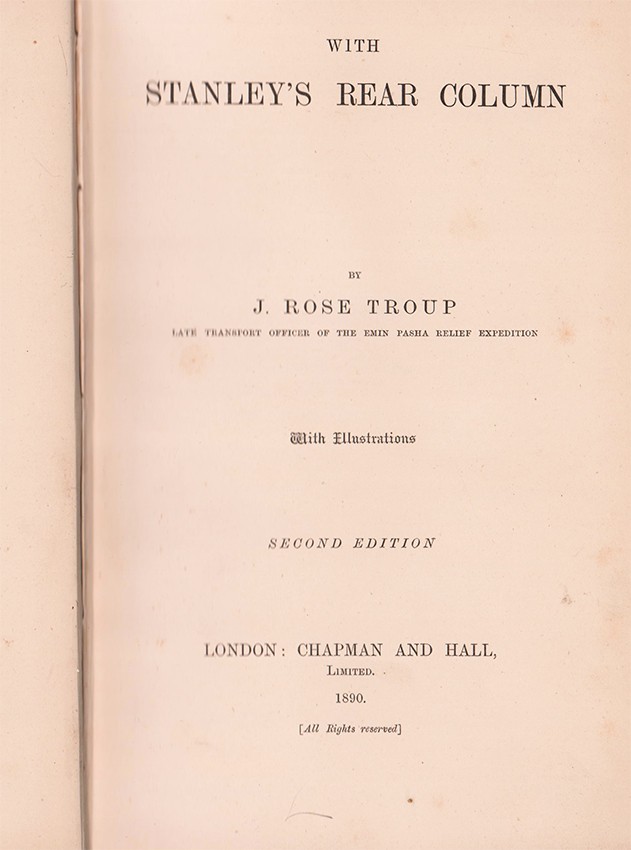 WITH
STANLEY'S REAR COLUMN
BY
J. ROSE TROUP
LATE TRANSPORT OFFICER OF THE EMIN PASHA RELIEF EXPEDITION
With Illustrations
SECOND EDITION
LONDON: CHAPMAN AND HALL,
LIMITED.
1890.
[All Rights reserved]